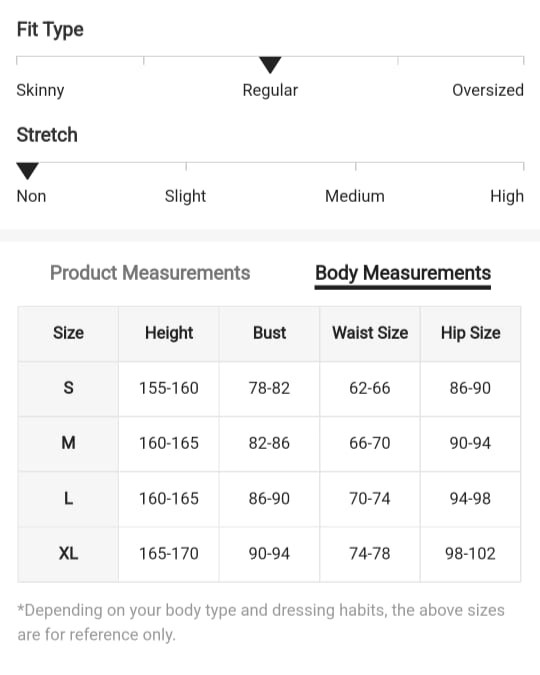 Fit Type
Skinny Regular Oversized
Stretch
Non Slight Medium High
Product Measurements Body Measurements
Size Height Bust Waist Size Hip Size
S 155-160 78-82 62-66 86-90
M 160-165 82-86 66-70 90-94
L 160-165 86-90 70-74 94-98
XL 165-170 90-94 74-78 98-102
*Depending on your body type and dressing habits, the above sizes
are for reference only.